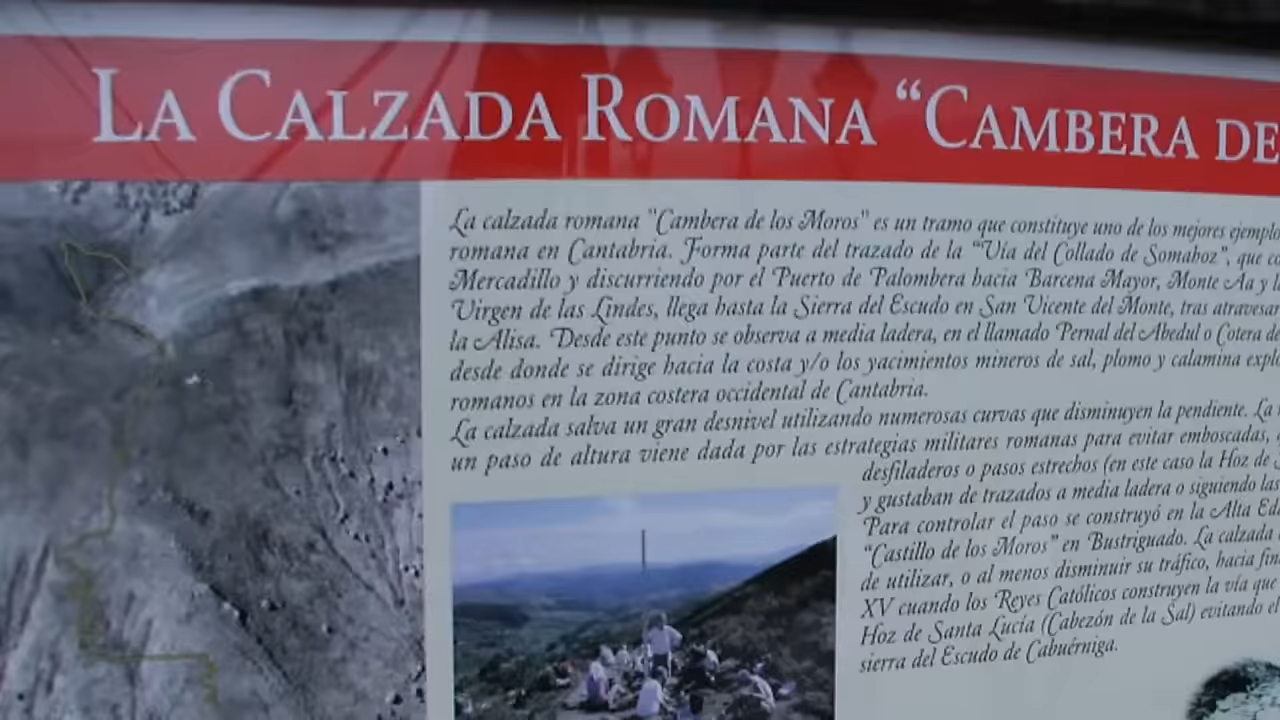 LA CALZADA ROMANA “CAMBERA DE
La calzada romana "Cambera de los Moros" es un tramo que constituye uno de los mejores ejemplo
romana en Cantabria. Forma parte del trazado de la “Vía del Collado de Somahoz”, que co
Mercadillo y discurriendo por el Puerto de Palombera hacia Barcena Mayor, Monte Aa y l
Virgen de las Lindes, llega hasta la Sierra del Escudo en San Vicente del Monte, tras atravesar
la Alisa. Desde este punto se observa a media ladera, en el llamado Pernal del Abedul o Cotera de
desde donde se dirige hacia la costa y/o los yacimientos mineros de sal, plomo y calamina explo
romanos en la zona costera occidental de Cantabria.
La calzada salva un gran desnivel utilizando numerosas curvas que disminuyen la pendiente. La
un paso de altura viene dada por las estrategias militares romanas para evitar emboscadas,
desfiladeros o pasos estrechos (en este caso la Hoz de
y gustaban de trazados a media ladera o siguiendo las
Para controlar el paso se construyó en la Alta Ed
“Castillo de los Moros” en Bustriguado. La calzada
de utilizar, o al menos disminuir su tráfico, hacia fin
XV cuando los Reyes Católicos construyen la vía que
Hoz de Santa Lucía (Cabezón de la Sal) evitando el
sierra del Escudo de Cabuérniga.